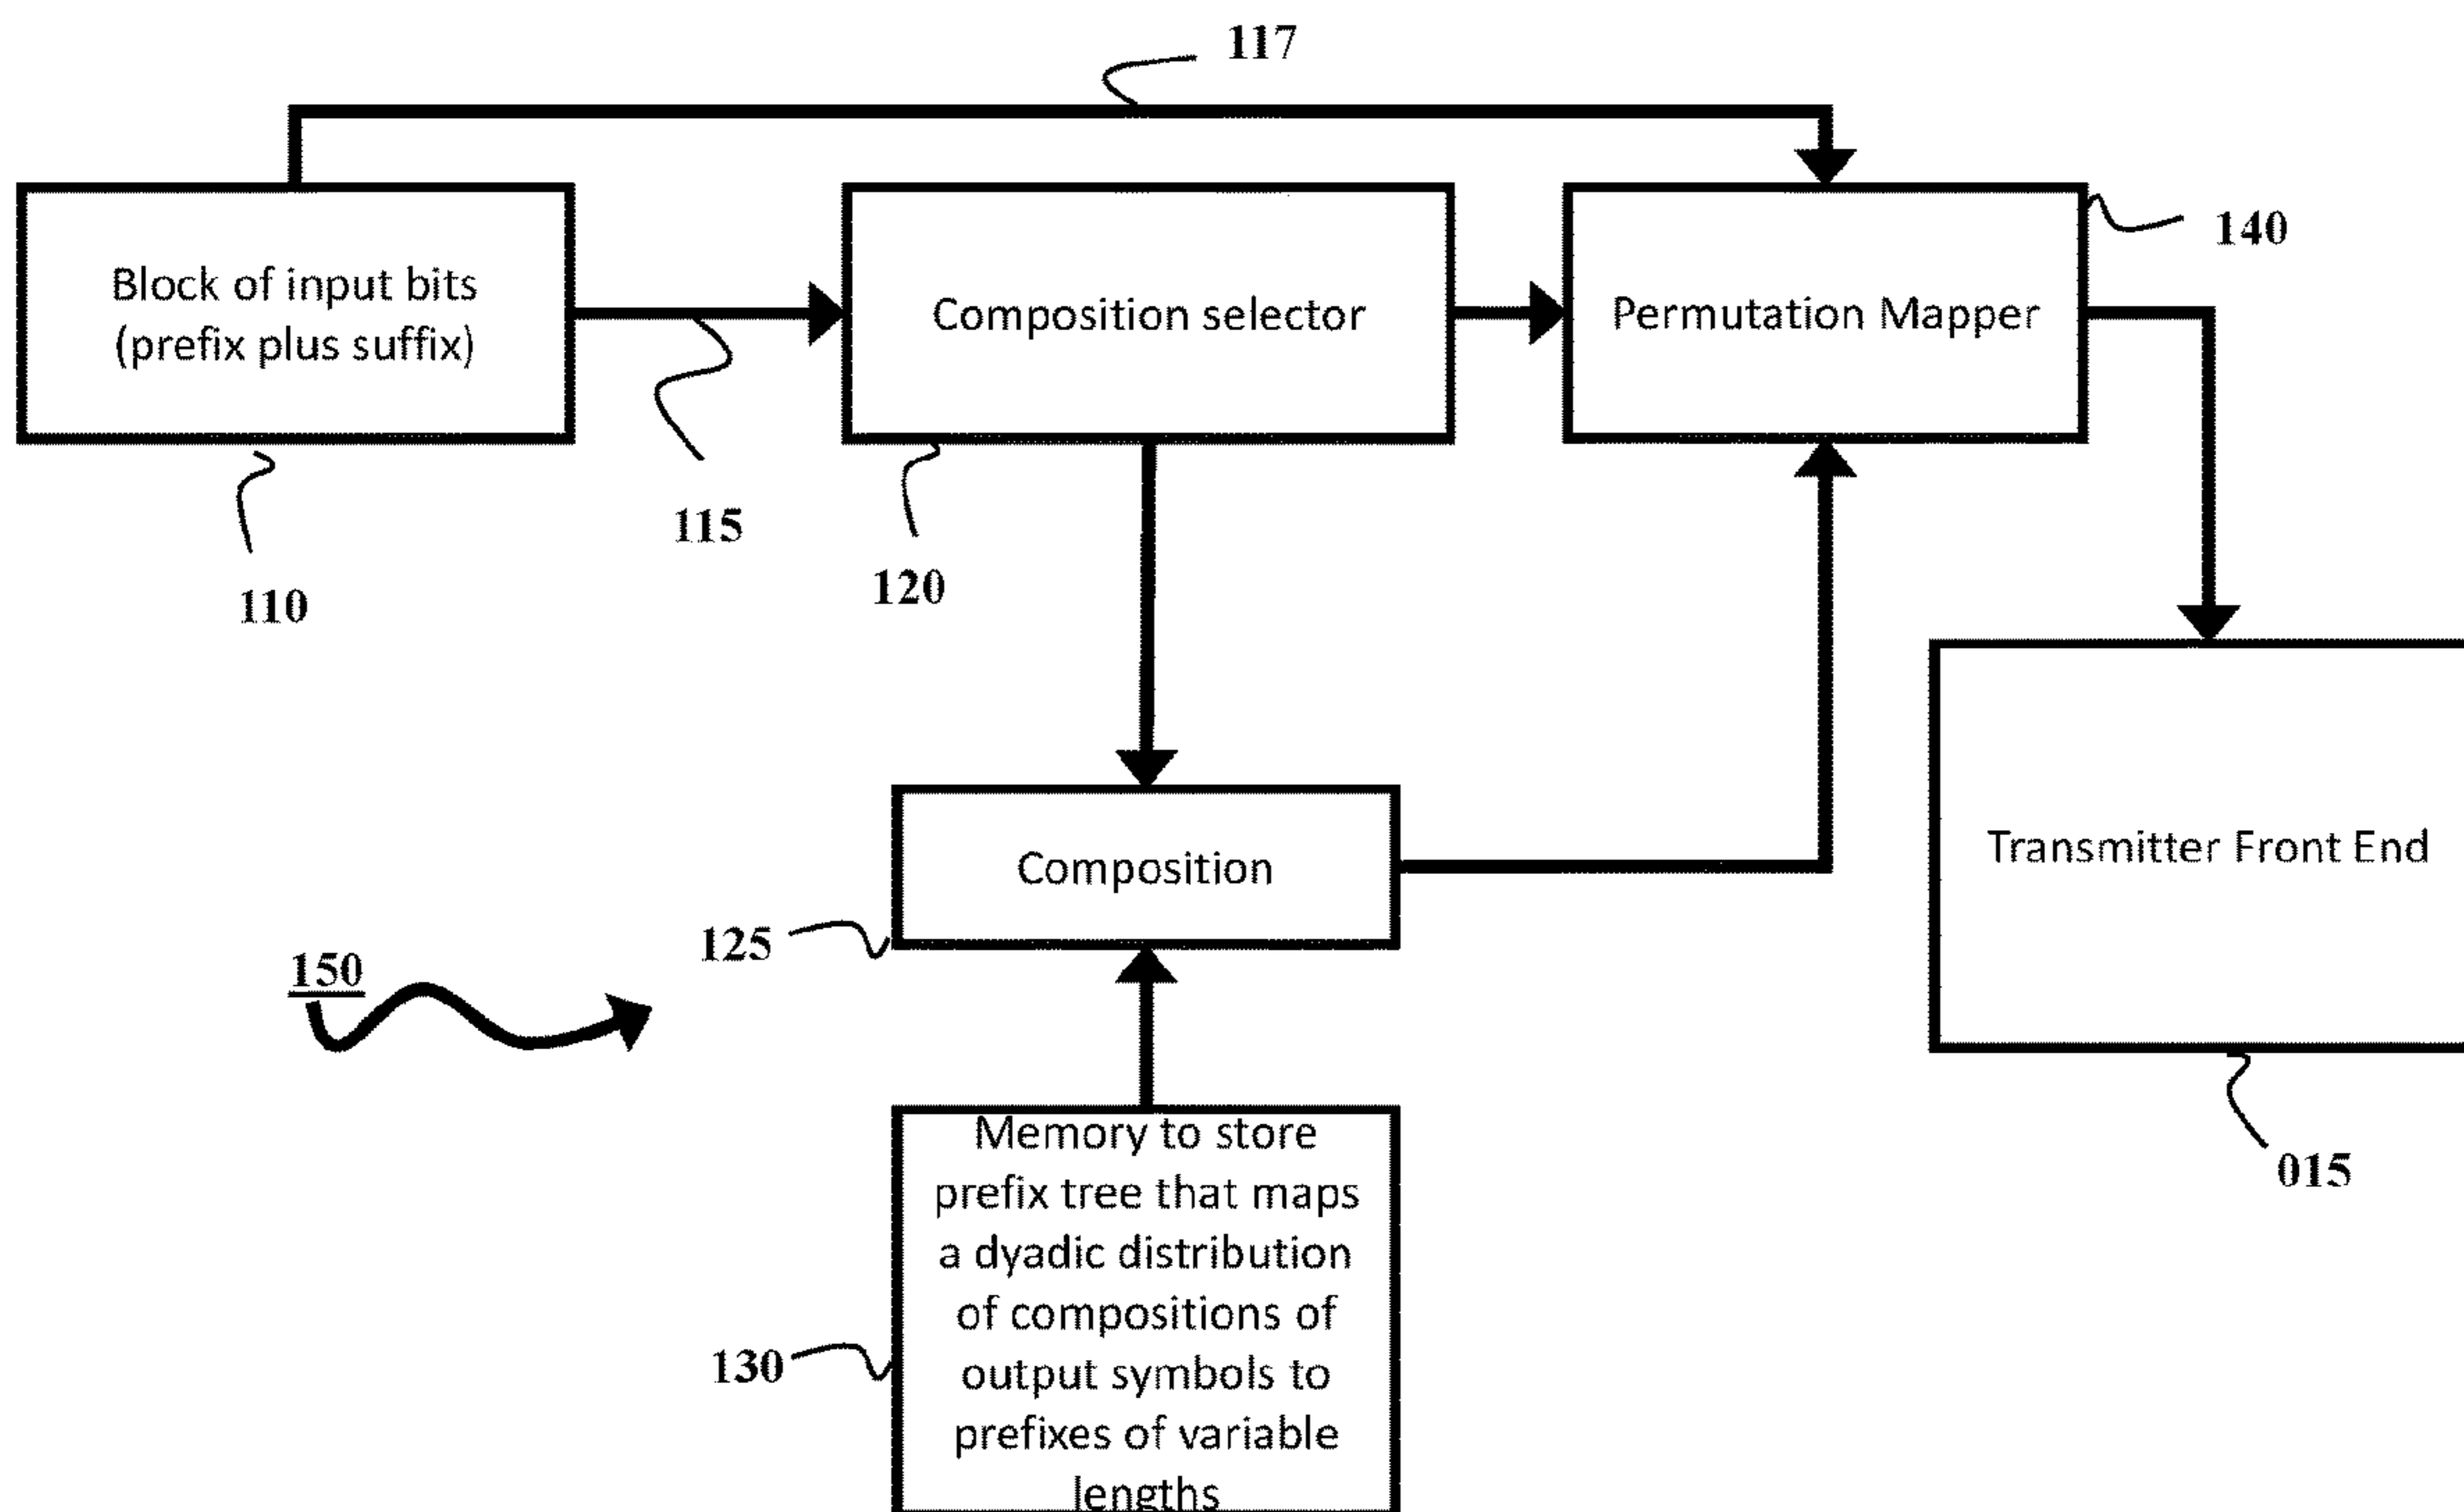 117
Block of input bits
(prefix plus suffix)
Composition selector
Permutation Mapper
140
115
110
120
Composition
Transmitter Front End
125
150
Memory to store
prefix tree that maps
a dyadic distribution
of compositions of
output symbols to
prefixes of variable
lengths
130
015